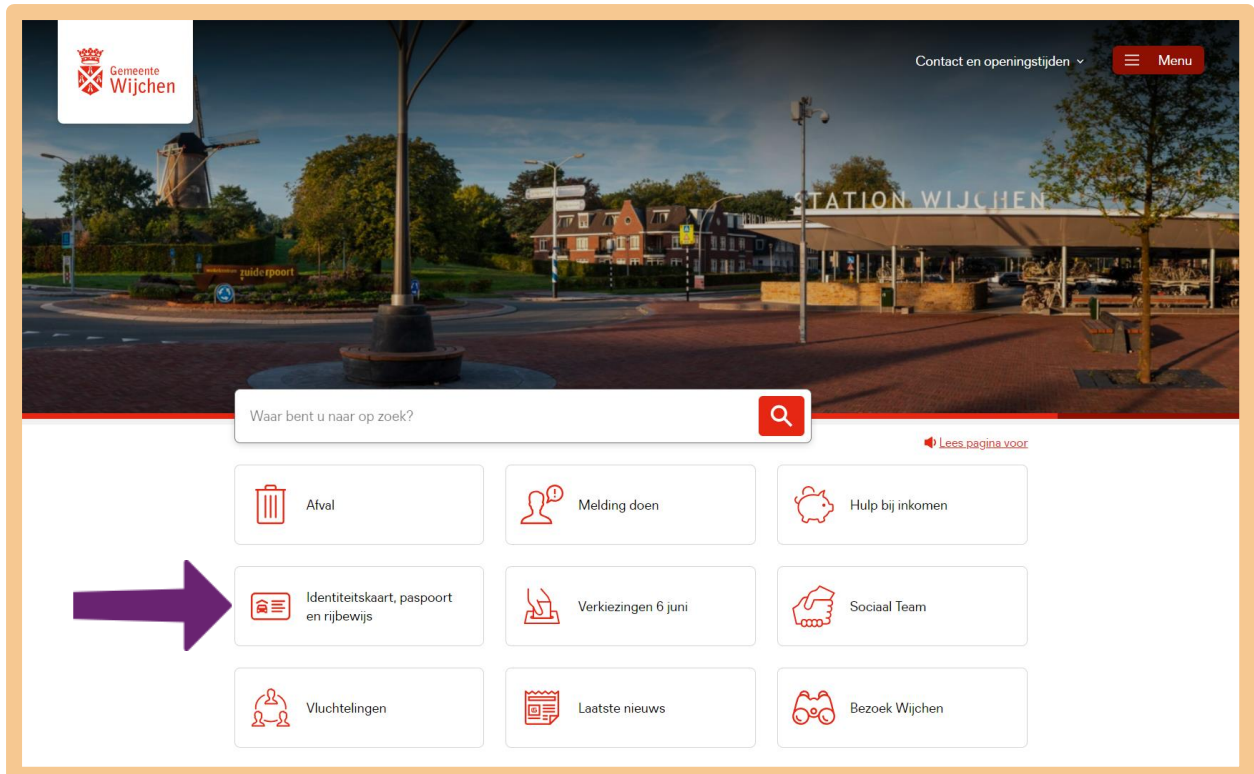 Gemeente
Wijchen
Contact en openingstijden
Menu
STATION WIJCHEN
zuiderpoort
Waar bent u naar op zoek?
Lees pagina voor
Afval
Melding doen
Hulp bij inkomen
Identiteitskaart, paspoort
en rijbewijs
Verkiezingen 6 juni
Sociaal Team
Vluchtelingen
Laatste nieuws
Bezoek Wijchen